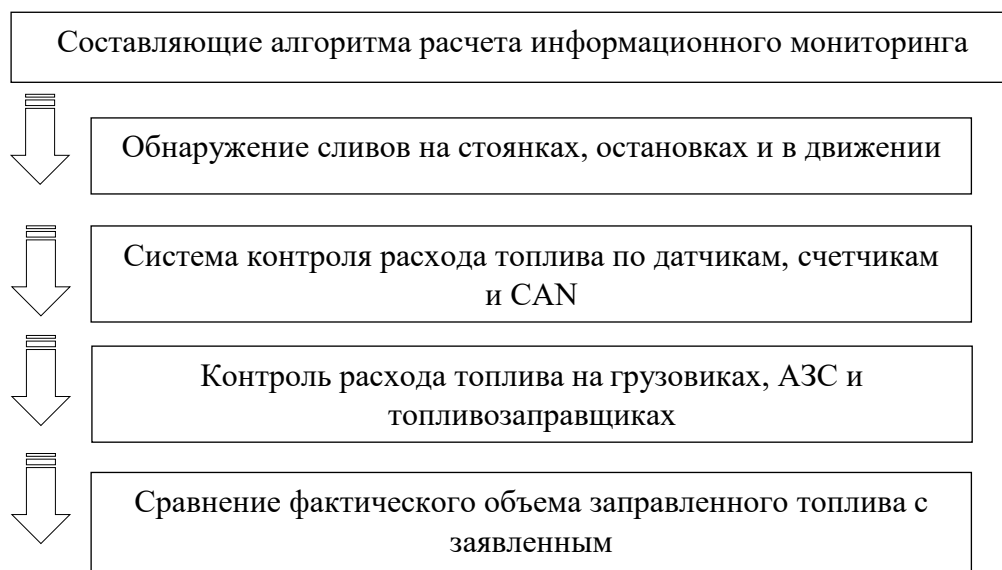 Составляющие алгоритма расчета информационного мониторинга
Обнаружение сливов на стоянках, остановках и в движении
Система контроля расхода топлива по датчикам, счетчикам
и CAN
Контроль расхода топлива на грузовиках, АЗС и
топливозаправщиках
Сравнение фактического объема заправленного топлива с
заявленным